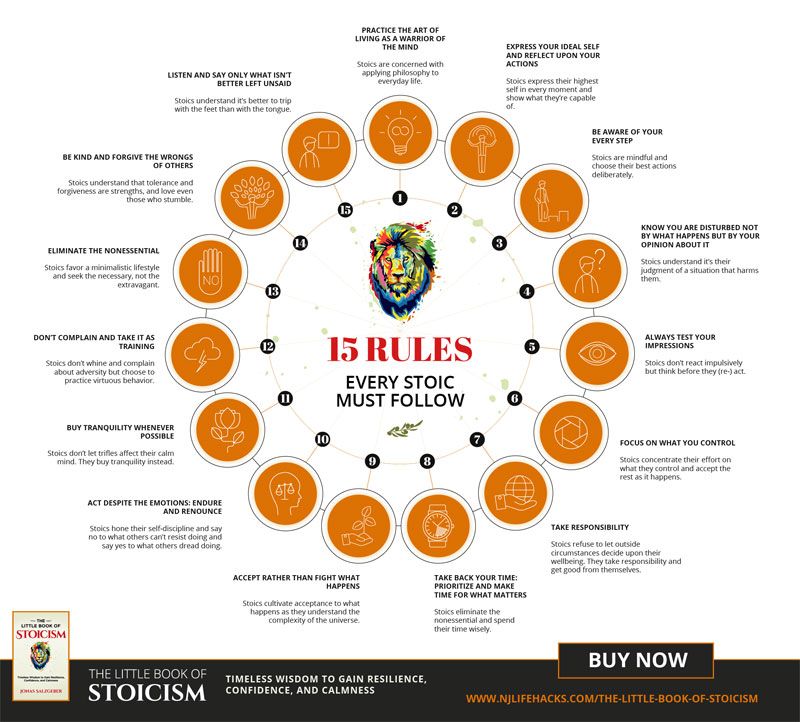 PRACTICE THE ART OF
LIVING AS A WARRIOR OF
THE MIND
Stoics are concerned with
applying philosophy to
everyday life.
EXPRESS YOUR IDEAL SELF
AND REFLECT UPON YOUR
ACTIONS
Stoics express their highest
self in every moment and
show what they're capable
of.
BE AWARE OF YOUR
EVERY STEP
Stoics are mindful and
choose their best actions
deliberately.
KNOW YOU ARE DISTURBED NOT
BY WHAT HAPPENS BUT BY YOUR
OPINION ABOUT IT
Stoics understand it's their
judgment of a situation that harms
them.
ALWAYS TEST YOUR
IMPRESSIONS
Stoics don't react impulsively
but think before they (re-) act.
FOCUS ON WHAT YOU CONTROL
Stoics concentrate their effort on
what they control and accept the
rest as it happens.
TAKE RESPONSIBILITY
Stoics refuse to let outside
circumstances decide upon their
wellbeing. They take responsibility and
get good from themselves.
TAKE BACK YOUR TIME:
PRIORITIZE AND MAKE
TIME FOR WHAT MATTERS
Stoics eliminate the
nonessential and spend
their time wisely.
ACCEPT RATHER THAN FIGHT WHAT
HAPPENS
Stoics cultivate acceptance to what
happens as they understand the
complexity of the universe.
ACT DESPITE THE EMOTIONS: ENDURE
AND RENOUNCE
Stoics hone their self-discipline and say
no to what others can't resist doing and
say yes to what others dread doing.
BUY TRANQUILITY WHENEVER
POSSIBLE
Stoics don't let trifles affect their calm
mind. They buy tranquility instead.
DON'T COMPLAIN AND TAKE IT AS
TRAINING
Stoics don't whine and complain
about adversity but choose to
practice virtuous behavior.
ELIMINATE THE NONESSENTIAL
Stoics favor a minimalistic lifestyle
and seek the necessary, not the
extravagant.
BE KIND AND FORGIVE THE WRONGS
OF OTHERS
Stoics understand that tolerance and
forgiveness are strengths, and love even
those who stumble.
LISTEN AND SAY ONLY WHAT ISN'T
BETTER LEFT UNSAID
Stoics understand it's better to trip
with the feet than with the tongue.
1
2
3
4
5
6
7
8
9
10
11
12
13
14
15
NO
15 RULES
EVERY STOIC
MUST FOLLOW
THE
LITTLE BOOK OF
STOICISM
Timeless Wisdom to Gain Resilience,
Confidence, and Calmness
JONAS SALZGEBER
THE LITTLE BOOK OF
STOICISM
TIMELESS WISDOM TO GAIN RESILIENCE,
CONFIDENCE, AND CALMNESS
BUY NOW
WWW.NJLIFEHACKS.COM/THE-LITTLE-BOOK-OF-STOICISM